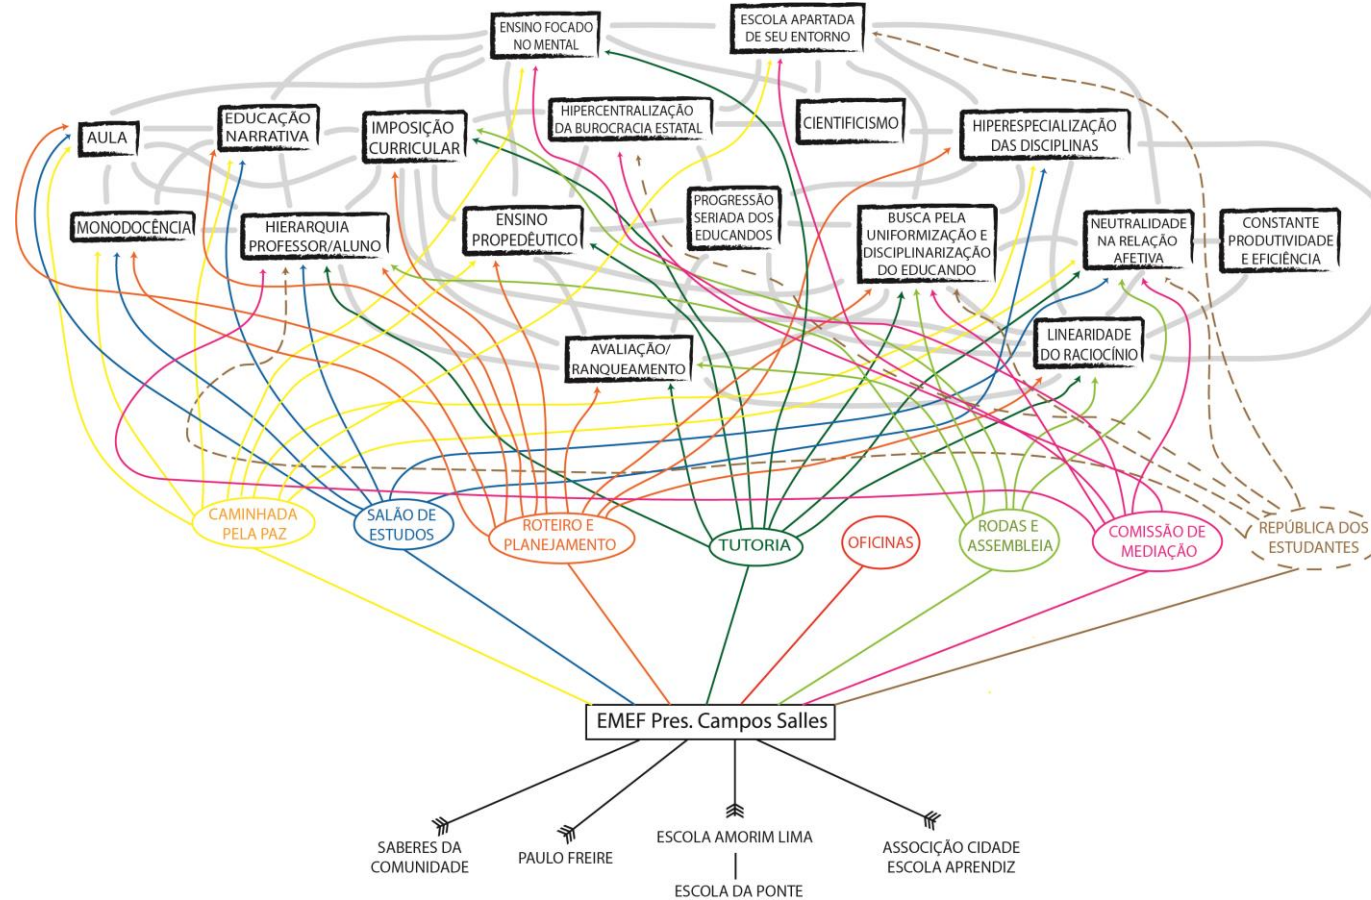 ENSINO FOCADO
NO MENTAL
ESCOLA APARTADA
DE SEU ENTORNO
AULA
EDUCAÇÃO
NARRATIVA
IMPOSIÇÃO
CURRICULAR
HIPERCENTRALIZAÇÃO
DA BUROCRACIA ESTATAL
CIENTIFICISMO
HIPERESPECIALIZAÇÃO
DAS DISCIPLINAS
MONODOCÊNCIA
HIERARQUIA
PROFESSOR/ALUNO
ENSINO
PROPEDÊUTICO
PROGRESSÃO
SERIADA DOS
EDUCANDOS
BUSCA PELA
UNIFORMIZAÇÃO E
DISCIPLINARIZAÇÃO
DO EDUCANDO
NEUTRALIDADE
NA RELAÇÃO
AFETIVA
CONSTANTE
PRODUTIVIDADE
E EFICIÊNCIA
AVALIAÇÃO/
RANQUEAMENTO
LINEARIDADE
DO RACIOCÍNIO
CAMINHADA
PELA PAZ
SALÃO DE
ESTUDOS
ROTEIRO E
PLANEJAMENTO
TUTORIA
OFICINAS
RODAS E
ASSEMBLEIA
COMISSÃO DE
MEDIAÇÃO
REPÚBLICA DOS
ESTUDANTES
EMEF Pres. Campos Salles
SABERES DA
COMUNIDADE
PAULO FREIRE
ESCOLA AMORIM LIMA
ESCOLA DA PONTE
ASSOCIÇÃO CIDADE
ESCOLA APRENDIZ